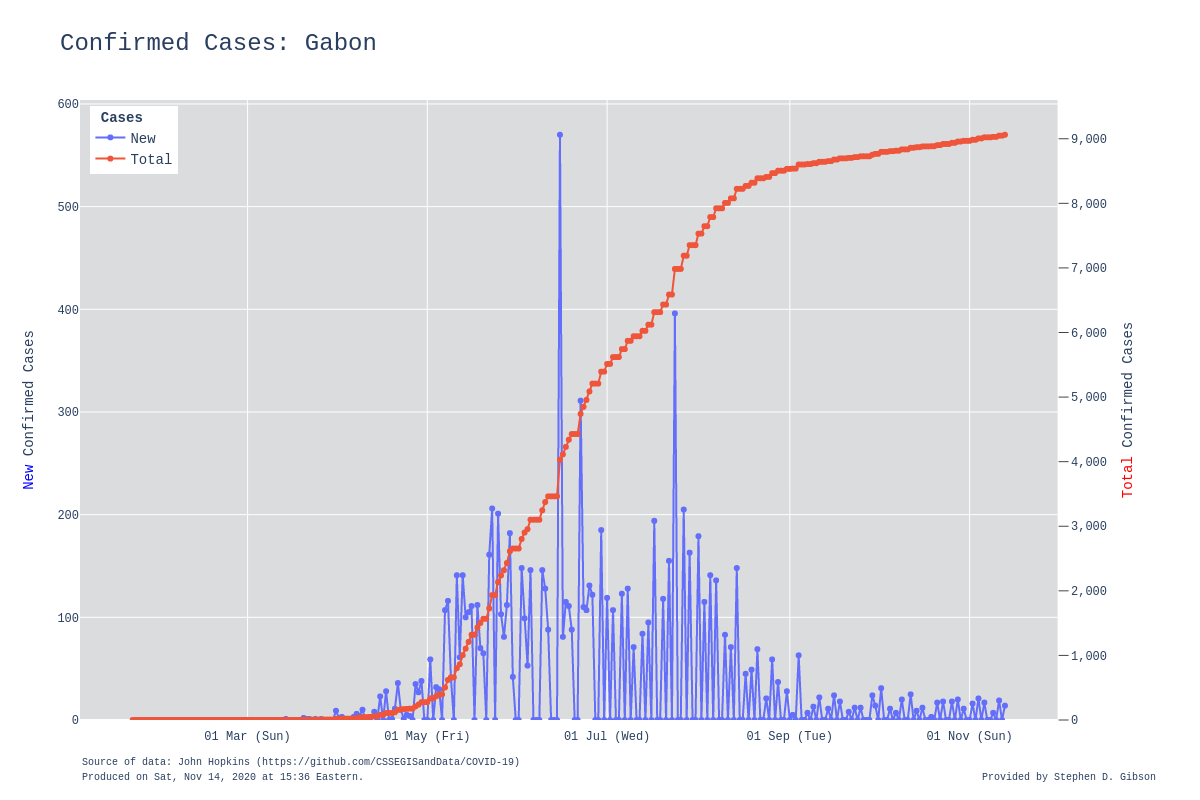 Confirmed Cases: Gabon
Cases
New
Total
600
500
400
300
200
100
0
9,000
8,000
7,000
6,000
5,000
4,000
3,000
2,000
1,000
0
New Confirmed Cases
Total Confirmed Cases
01 Mar (Sun)
01 May (Fri)
01 Jul (Wed)
01 Sep (Tue)
01 Nov (Sun)
Source of data: John Hopkins (https://github.com/CSSEGISandData/COVID-19)
Produced on Sat, Nov 14, 2020 at 15:36 Eastern.
Provided by Stephen D. Gibson